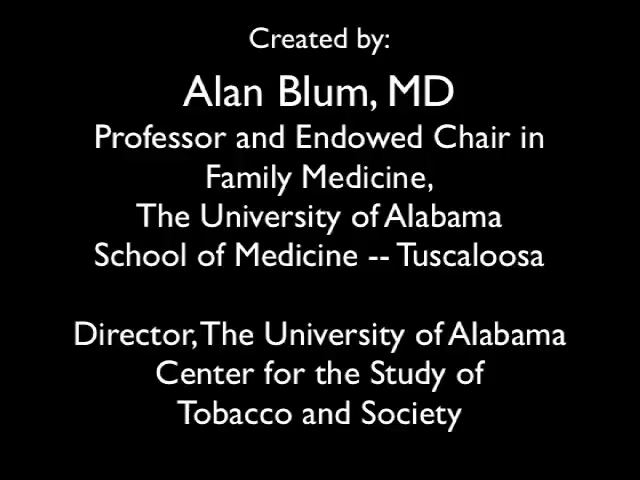 Created by:
Alan Blum, MD
Professor and Endowed Chair in
Family Medicine,
The University of Alabama
School of Medicine -- Tuscaloosa
Director, The University of Alabama
Center for the Study of
Tobacco and Society